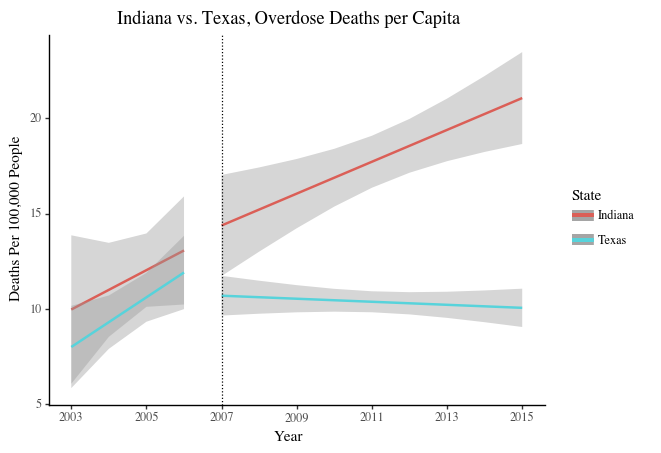 Indiana vs. Texas, Overdose Deaths per Capita
Deaths Per 100,000 People
20
15
10
5
2003 2005 2007 2009 2011 2013 2015
Year
State
Indiana
Texas